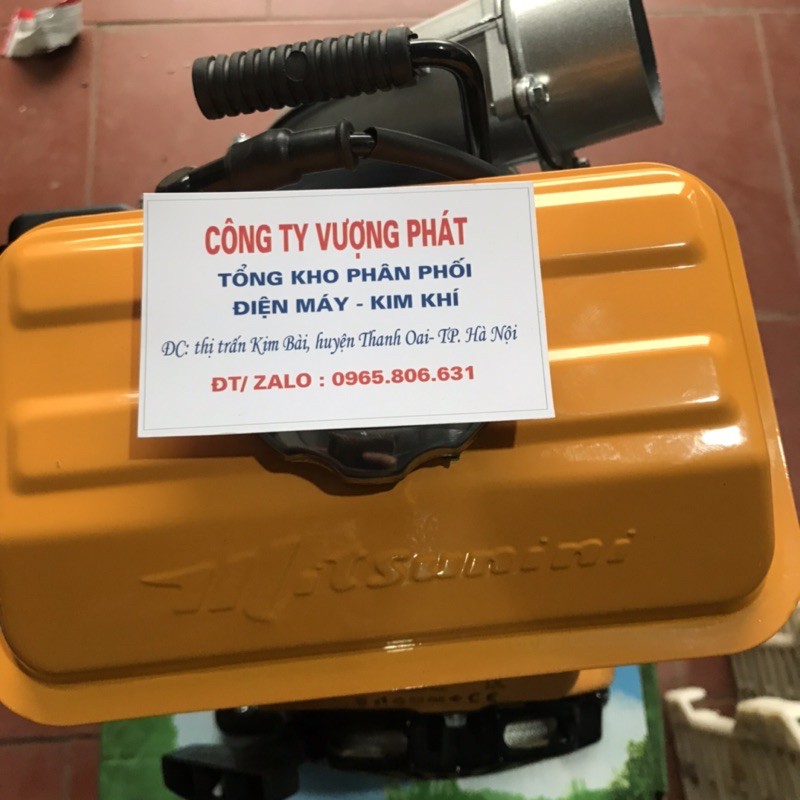 CÔNG TY VƯỢNG PHÁT
TỔNG KHO PHÂN PHỐI
ĐIỆN MÁY - KIM KHÍ
ĐC: thị trấn Kim Bài, huyện Thanh Oai- TP. Hà Nội
ĐT/ ZALO : 0965.806.631
Mitsunini